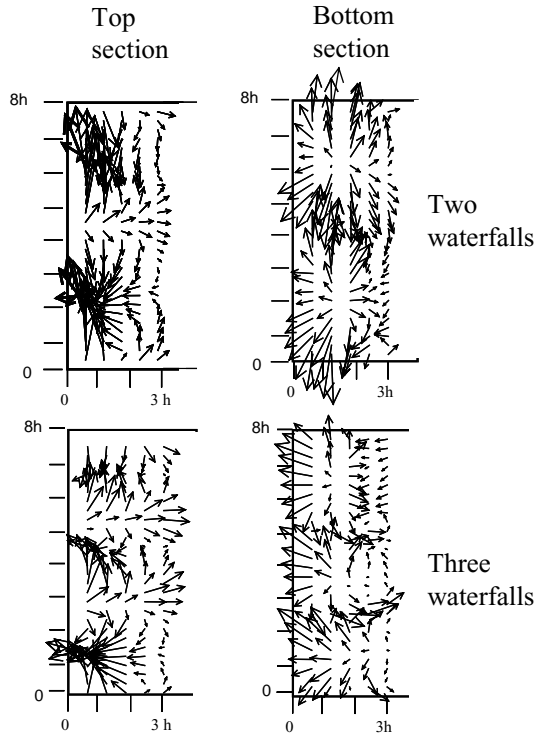 Top
section
Bottom
section
8h
0
0
3 h
8h
0
0
3h
Two
waterfalls
8h
0
0
3 h
8h
0
0
3h
Three
waterfalls